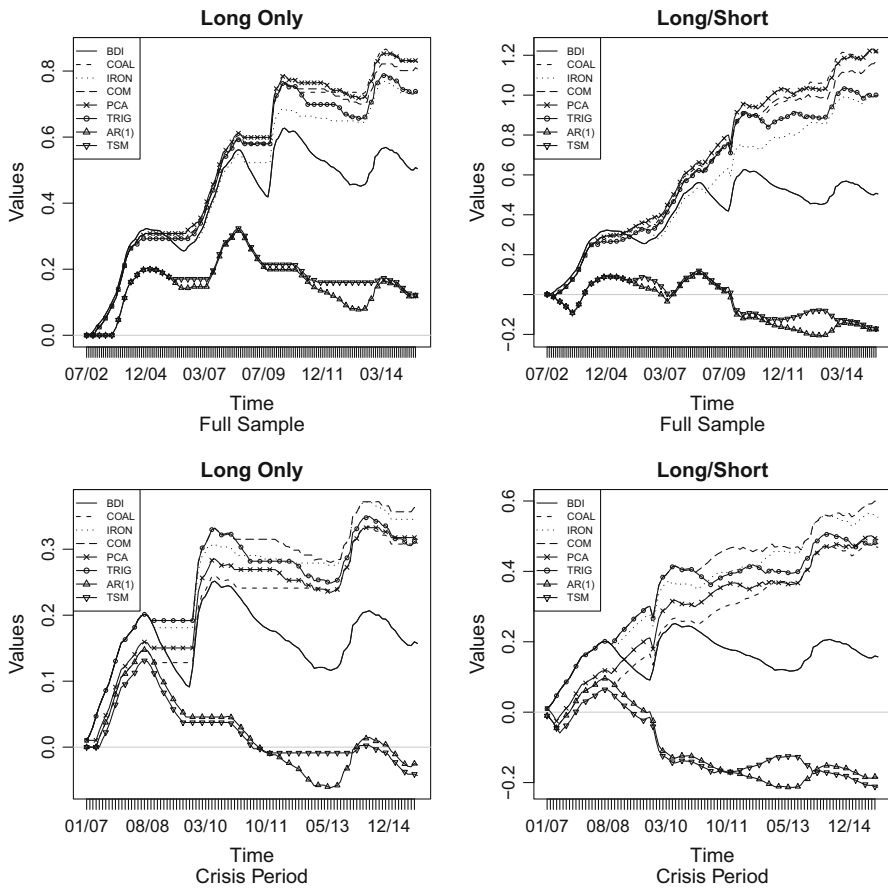 Long Only
Values
0.0 0.2 0.4 0.6 0.8
BDI
COAL
IRON
COM
PCA
TRIG
AR(1)
TSM
07/02 12/04 03/07 07/09 12/11 03/14
Time
Full Sample
Long/Short
Values
−0.2 0.2 0.4 0.6 0.8 1.0 1.2
BDI
COAL
IRON
COM
PCA
TRIG
AR(1)
TSM
07/02 12/04 03/07 07/09 12/11 03/14
Time
Full Sample
Long Only
Values
0.0 0.1 0.2 0.3
BDI
COAL
IRON
COM
PCA
TRIG
AR(1)
TSM
01/07 08/08 03/10 10/11 05/13 12/14
Time
Crisis Period
Long/Short
Values
−0.2 0.0 0.2 0.4 0.6
BDI
COAL
IRON
COM
PCA
TRIG
AR(1)
TSM
01/07 08/08 03/10 10/11 05/13 12/14
Time
Crisis Period